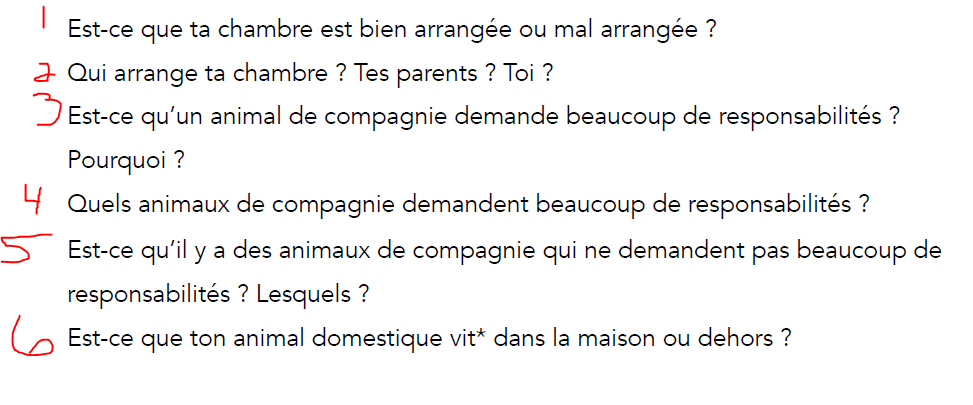 1 Est-ce que ta chambre est bien arrangée ou mal arrangée ?
2 Qui arrange ta chambre ? Tes parents ? Toi ?
3 Est-ce qu’un animal de compagnie demande beaucoup de responsabilités ?
Pourquoi ?
4 Quels animaux de compagnie demandent beaucoup de responsabilités ?
5 Est-ce qu’il y a des animaux de compagnie qui ne demandent pas beaucoup de
responsabilités ? Lesquels ?
6 Est-ce que ton animal domestique vit* dans la maison ou dehors ?